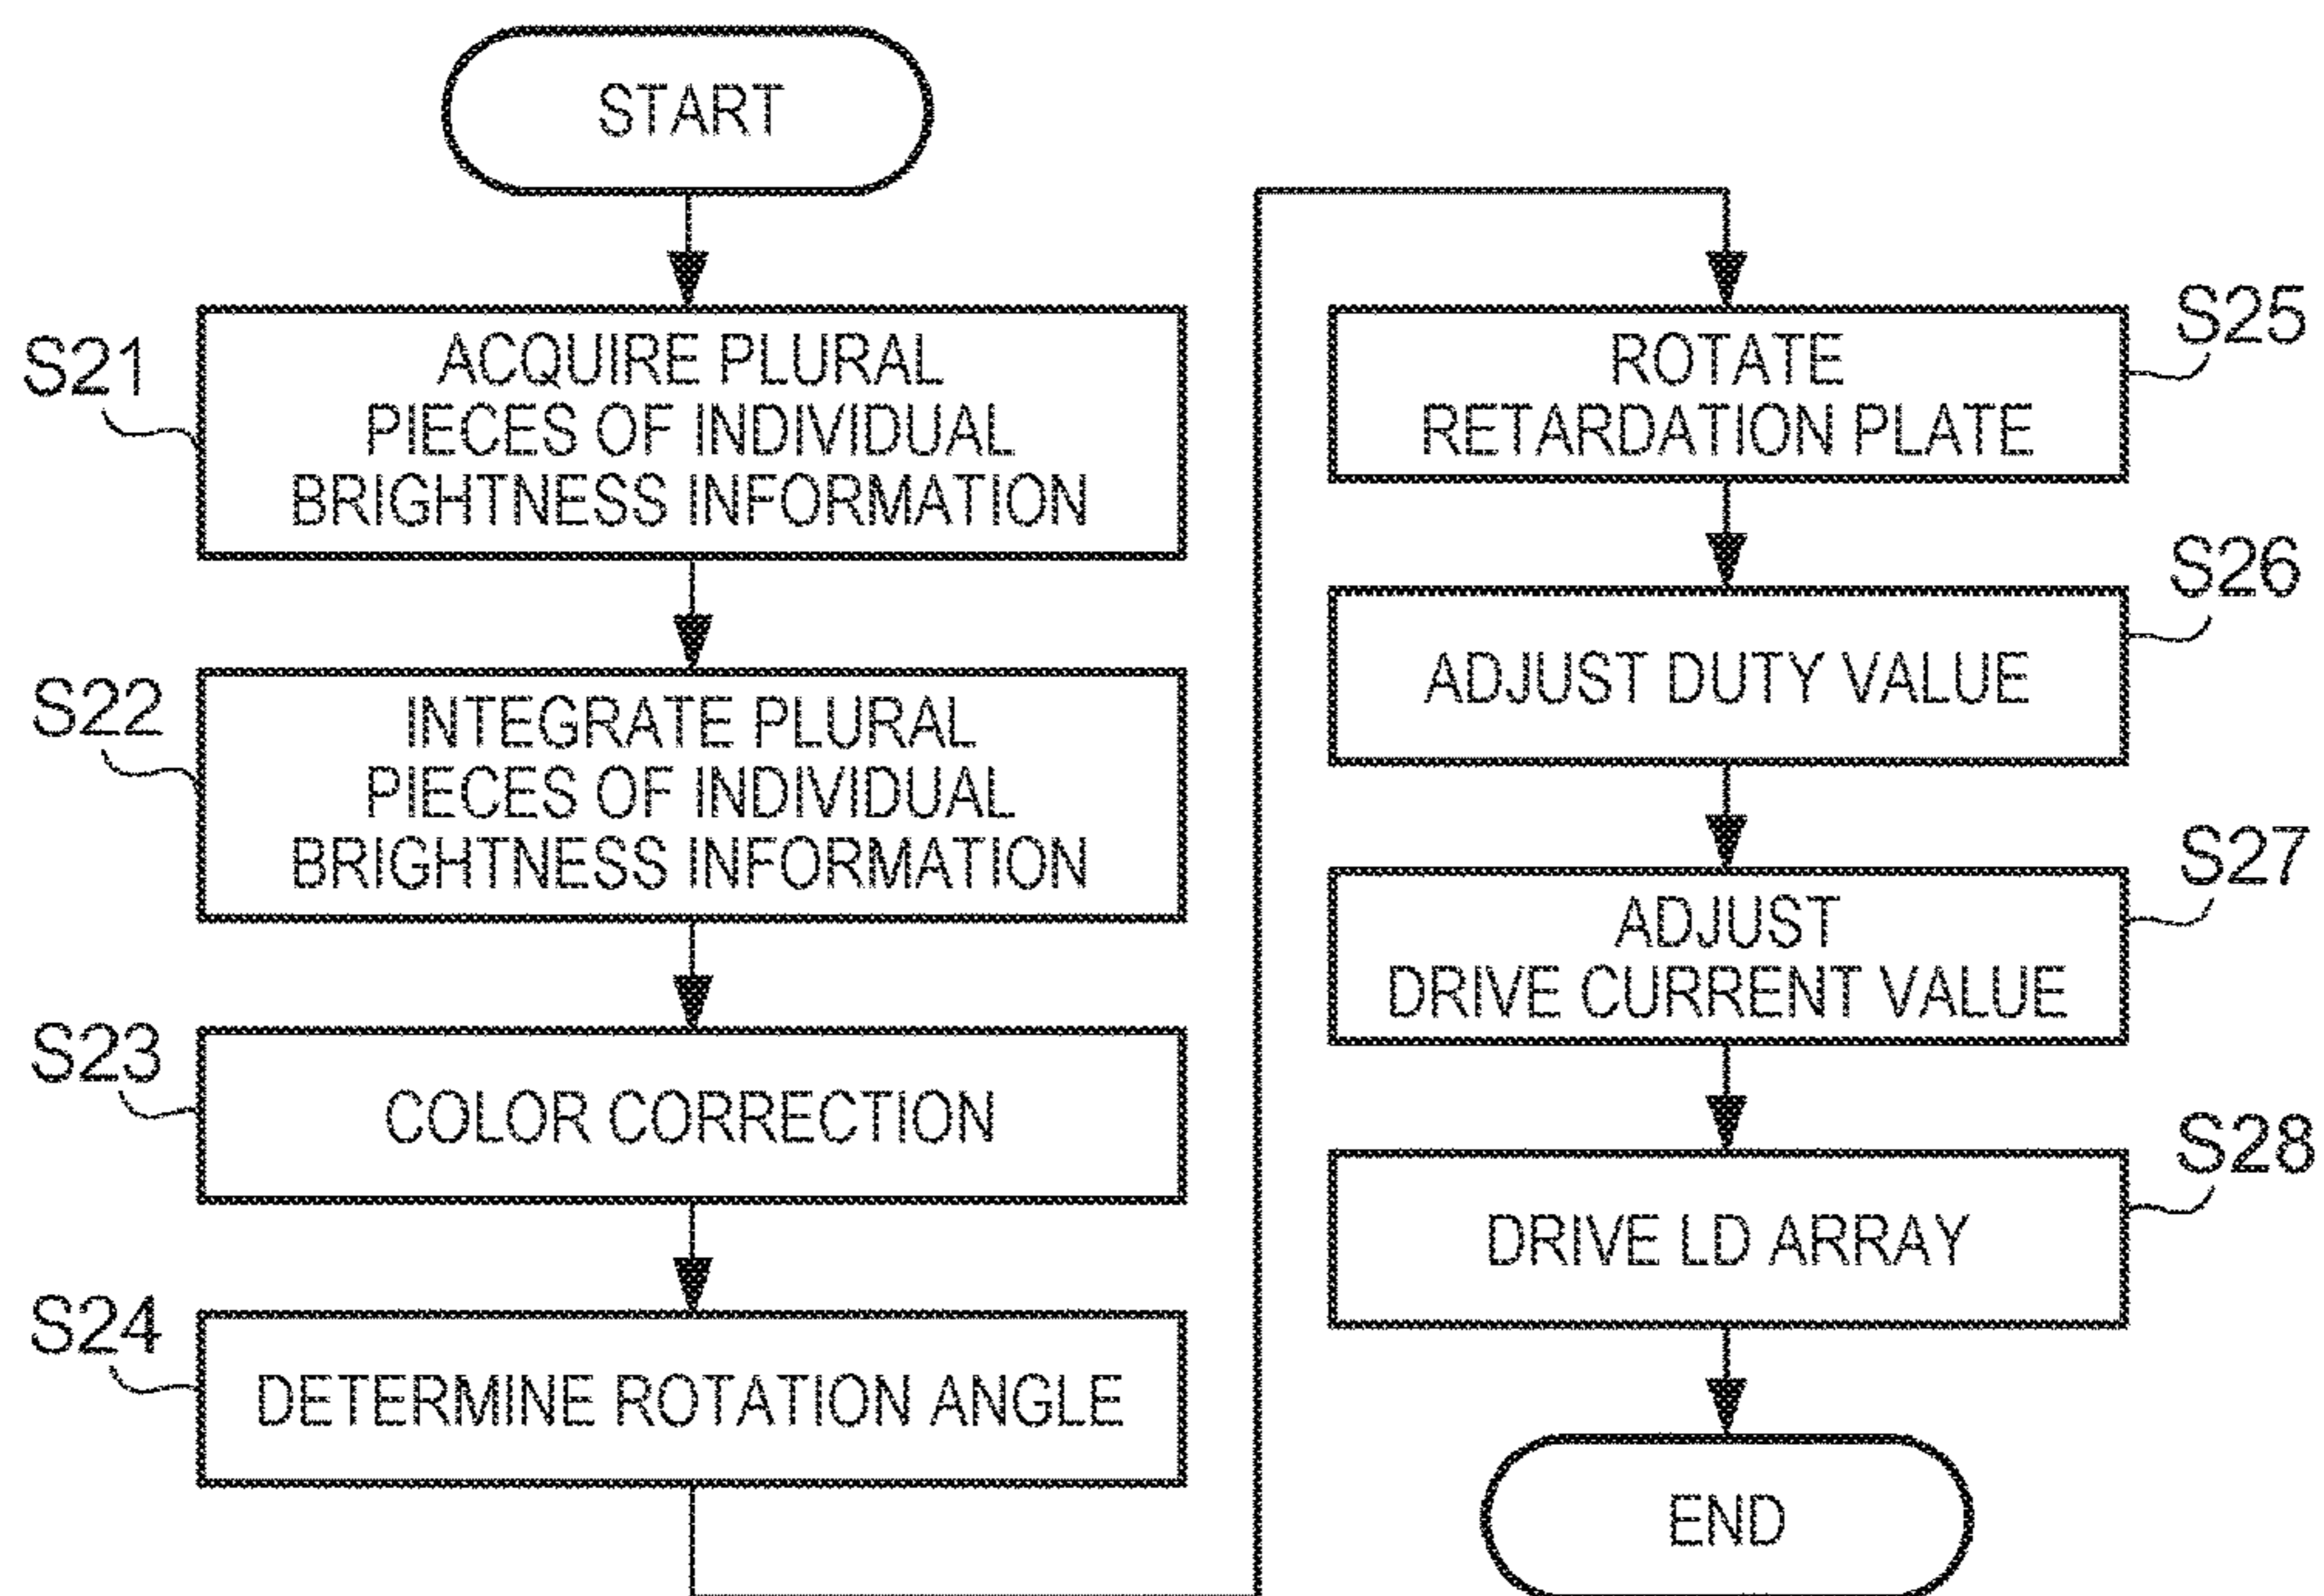 START
S21
ACQUIRE PLURAL
PIECES OF INDIVIDUAL
BRIGHTNESS INFORMATION
S22
INTEGRATE PLURAL
PIECES OF INDIVIDUAL
BRIGHTNESS INFORMATION
S23
COLOR CORRECTION
S24
DETERMINE ROTATION ANGLE
S25
ROTATE
RETARDATION PLATE
S26
ADJUST DUTY VALUE
S27
ADJUST
DRIVE CURRENT VALUE
S28
DRIVE LD ARRAY
END